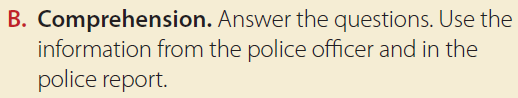 B. Comprehension. Answer the questions. Use the
information from the police officer and in the
police report.